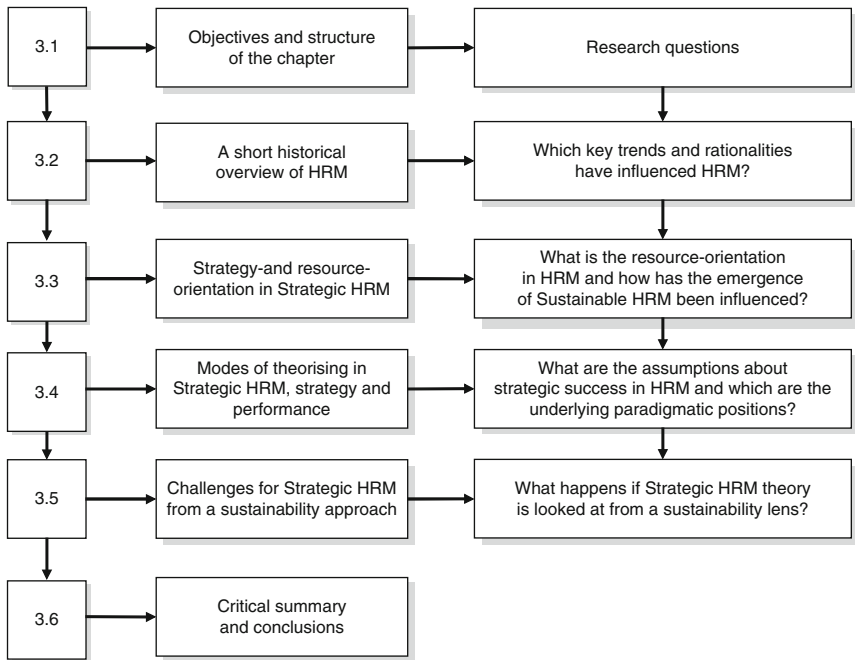 3.1
Objectives and structure
of the chapter
Research questions
3.2
A short historical
overview of HRM
Which key trends and rationalities
have influenced HRM?
3.3
Strategy-and resource-
orientation in Strategic HRM
What is the resource-orientation
in HRM and how has the emergence
of Sustainable HRM been influenced?
3.4
Modes of theorising in
Strategic HRM, strategy and
performance
What are the assumptions about
strategic success in HRM and which are the
underlying paradigmatic positions?
3.5
Challenges for Strategic HRM
from a sustainability approach
What happens if Strategic HRM theory
is looked at from a sustainability lens?
3.6
Critical summary
and conclusions